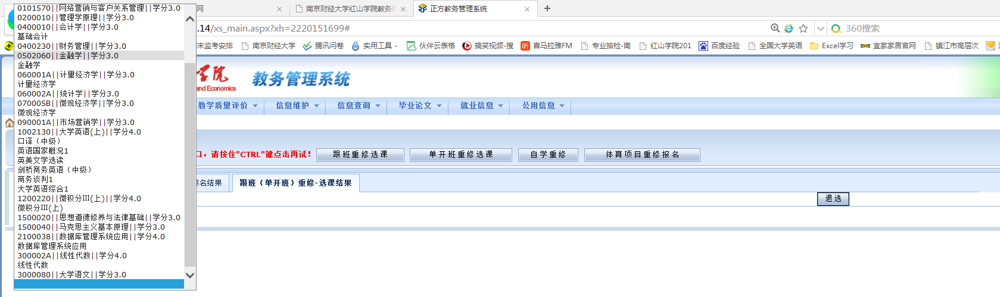 0101570||网络营销与客户关系管理||学分3.0
0200010||管理学原理||学分3.0
0400010||会计学||学分3.0
基础会计
0400230||财务管理||学分3.0
0502060||金融学||学分3.0
金融学
060001A||计量经济学||学分3.0
计量经济学
060002A||统计学||学分3.0
070005B||微观经济学||学分3.0
微观经济学
090001A||市场营销学||学分3.0
1002130||大学英语(上)||学分4.0
口译（中级）
英语国家概况1
英美文学选读
剑桥商务英语（中级）
商务谈判1
大学英语综合1
1200220||微积分III(上)||学分4.0
微积分III(上)
1500020||思想道德修养与法律基础||学分3.0
1500040||马克思主义基本原理||学分3.0
2100038||数据库管理系统应用||学分4.0
数据库管理系统应用
300002A||线性代数||学分4.0
线性代数
3000080||大学语文||学分3.0
网 × 南京财经大学红山学院教务 × 正方教务管理系统 × +
.14/xs_main.aspx?xh=2220151699# 360搜索
末监考安排 南京财经大学 腾讯问卷 实用工具 - 伙伴云表格 搞笑视频-搜 喜马拉雅FM 专业抽检-南 红山学院201 百度经验 全国大学英语 Excel学习 宜家家居官网 镇江市高层次
学院 教务管理系统
and Economics
教学质量评价 信息维护 信息查询 毕业论文 就业信息 公用信息
口，请按住"CTRL"键点击再试! 跟班重修选课 单开班重修选课 自学重修 体育项目重修报名
报名结果 跟班（单开班）重修-选课结果
退选